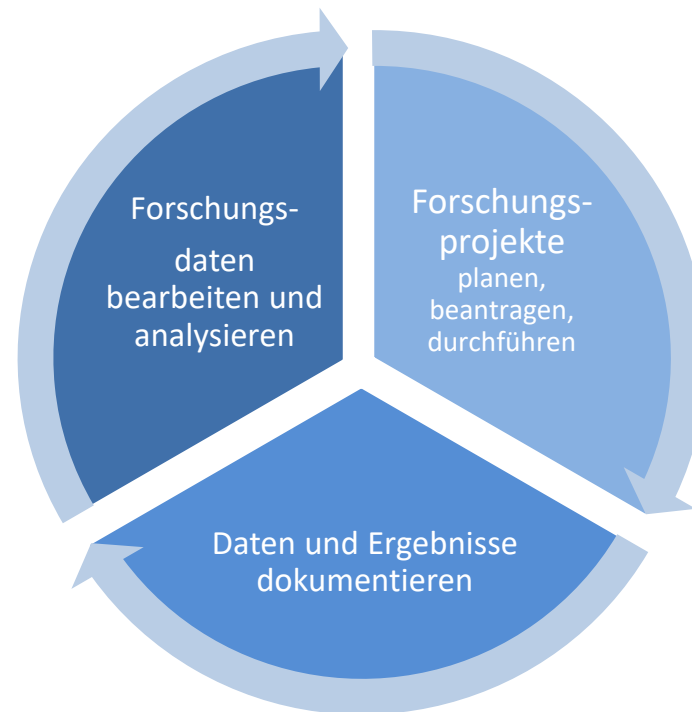 Forschungs-
daten
bearbeiten und
analysieren
Forschungs-
projekte
planen,
beantragen,
durchführen
Daten und Ergebnisse
dokumentieren